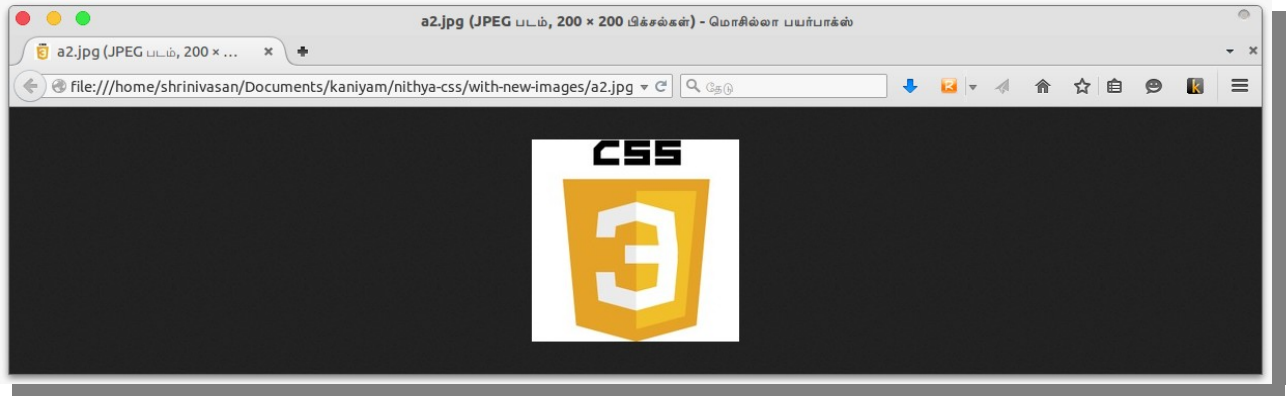 a2.jpg (JPEG படம், 200 × 200 பிக்சல்கள்) - மொசில்லா பயர்பாக்ஸ்
a2.jpg (JPEG படம், 200 × ...
file:///home/shrinivasan/Documents/kaniyam/nithya-css/with-new-images/a2.jpg
தேடு
k
CSS
3